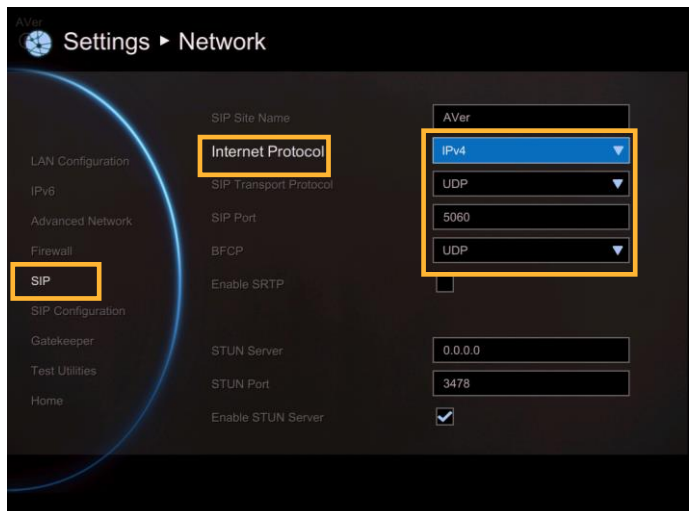 AVer
Settings ► Network
SIP Site Name AVer
Internet Protocol IPv4
LAN Configuration
SIP Transport Protocol UDP
IPv6
Advanced Network
SIP Port 5060
Firewall
BFCP UDP
SIP
Enable SRTP
SIP Configuration
Gatekeeper
STUN Server 0.0.0.0
Test Utilities
STUN Port 3478
Home
Enable STUN Server